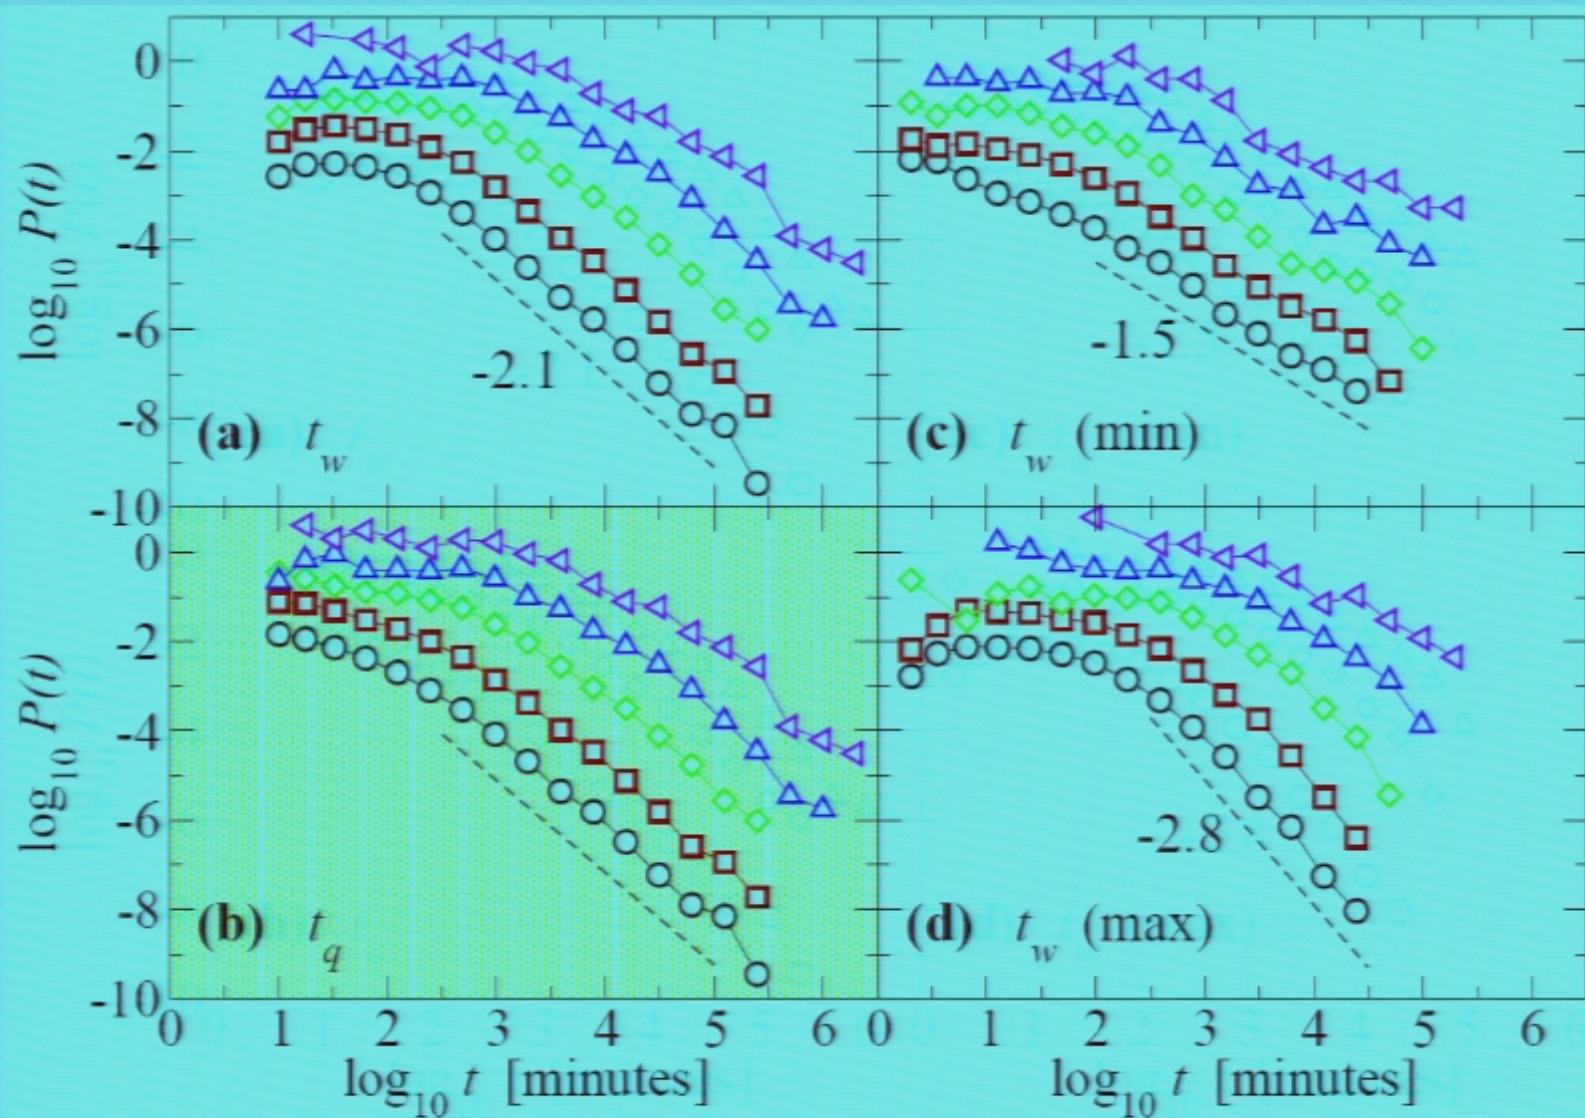 0
-2
-4
-6
-8
-10
log10 P(t)
-2.1
(a) tw
-1.5
(c) tw (min)
0
-2
-4
-6
-8
-10
log10 P(t)
(b) tq
-2.8
(d) tw (max)
0 1 2 3 4 5 6 0 1 2 3 4 5 6
log10 t [minutes] log10 t [minutes]